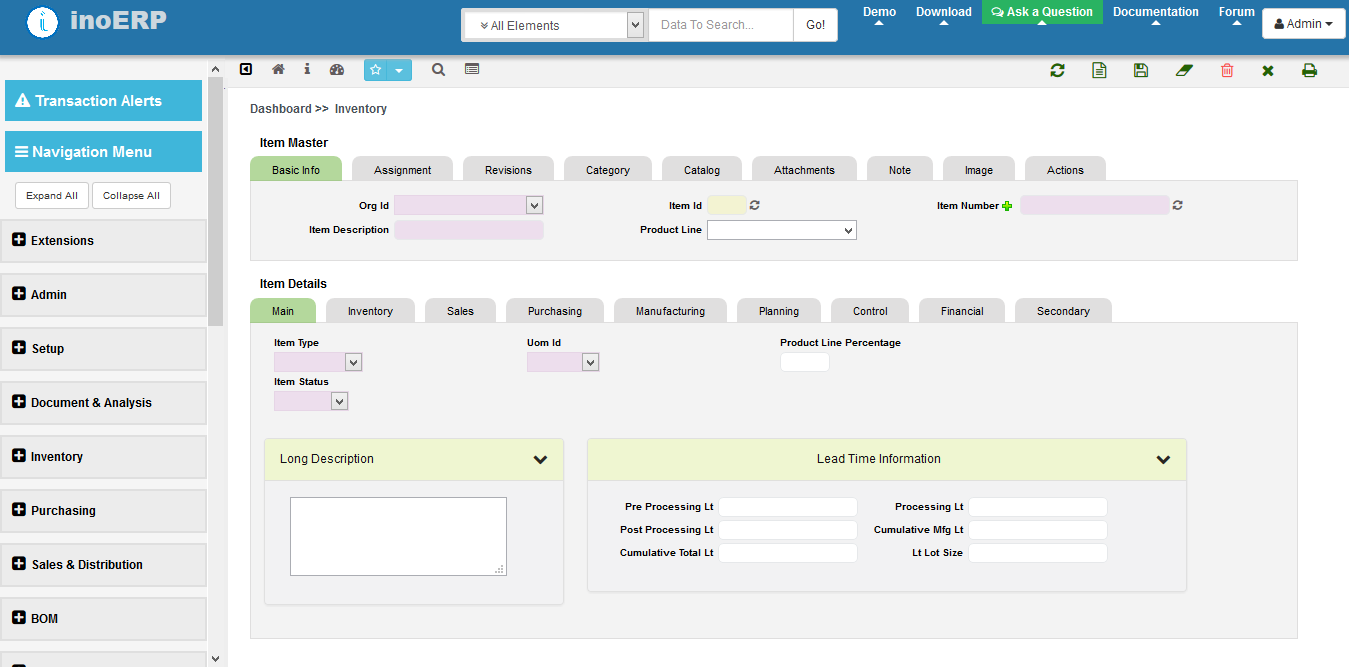 inoERP
All Elements
Data To Search...
Go!
Demo
Download
Ask a Question
Documentation
Forum
Admin
Transaction Alerts
Navigation Menu
Expand All
Collapse All
Extensions
Admin
Setup
Document & Analysis
Inventory
Purchasing
Sales & Distribution
BOM
Dashboard >> Inventory
Item Master
Basic Info
Assignment
Revisions
Category
Catalog
Attachments
Note
Image
Actions
Org Id
Item Id
Item Number
Item Description
Product Line
Item Details
Main
Inventory
Sales
Purchasing
Manufacturing
Planning
Control
Financial
Secondary
Item Type
Uom Id
Product Line Percentage
Item Status
Long Description
Lead Time Information
Pre Processing Lt
Processing Lt
Post Processing Lt
Cumulative Mfg Lt
Cumulative Total Lt
Lt Lot Size